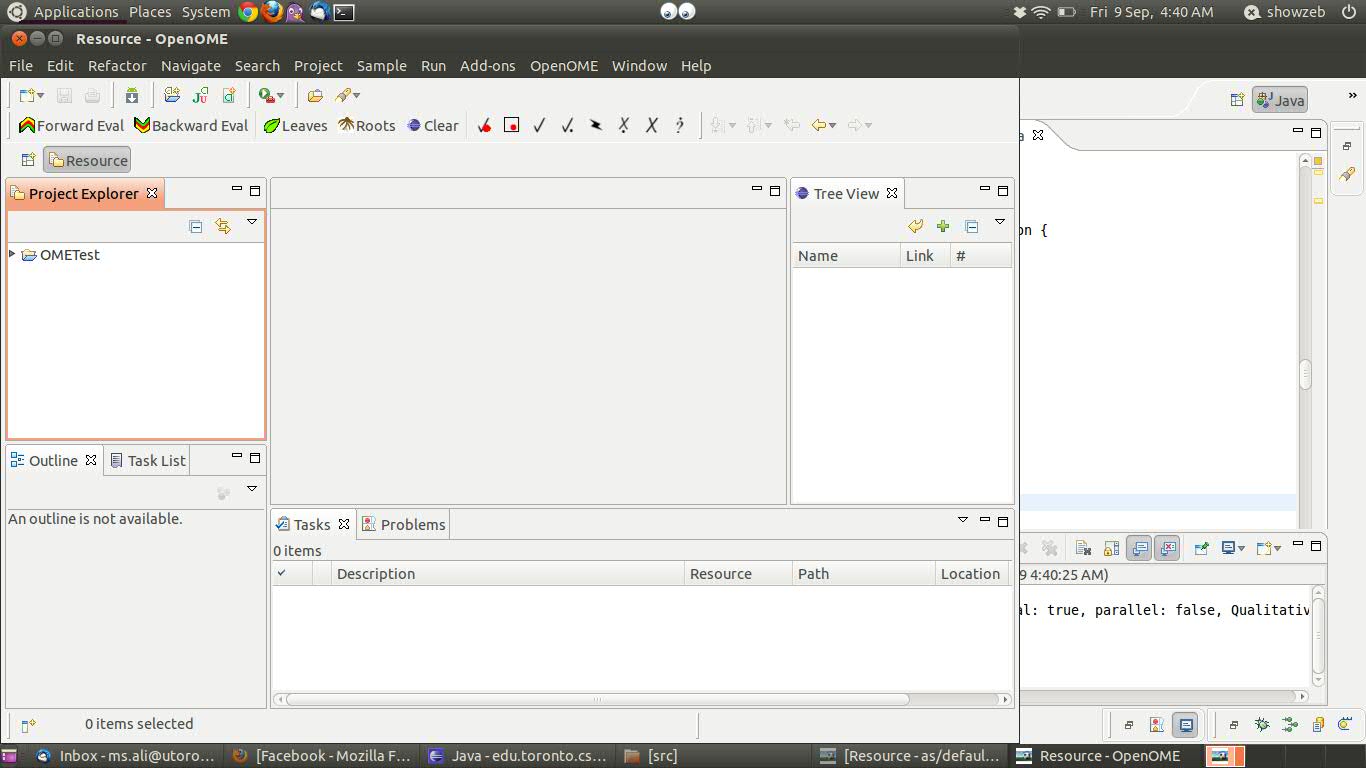 Applications Places System Fri 9 Sep, 4:40 AM showzeb
Resource - OpenOME
File Edit Refactor Navigate Search Project Sample Run Add-ons OpenOME Window Help
Java
Forward Eval Backward Eval Leaves Roots Clear
Resource
Project Explorer
Tree View
on {
Name Link #
OMETest
Outline Task List
An outline is not available.
Tasks Problems
0 items
Description Resource Path Location
9 4:40:25 AM)
al: true, parallel: false, Qualitativ
0 items selected
Inbox - ms.ali@utoro... [Facebook - Mozilla F... Java - edu.toronto.cs... [src] [Resource - as/defaul... Resource - OpenOME